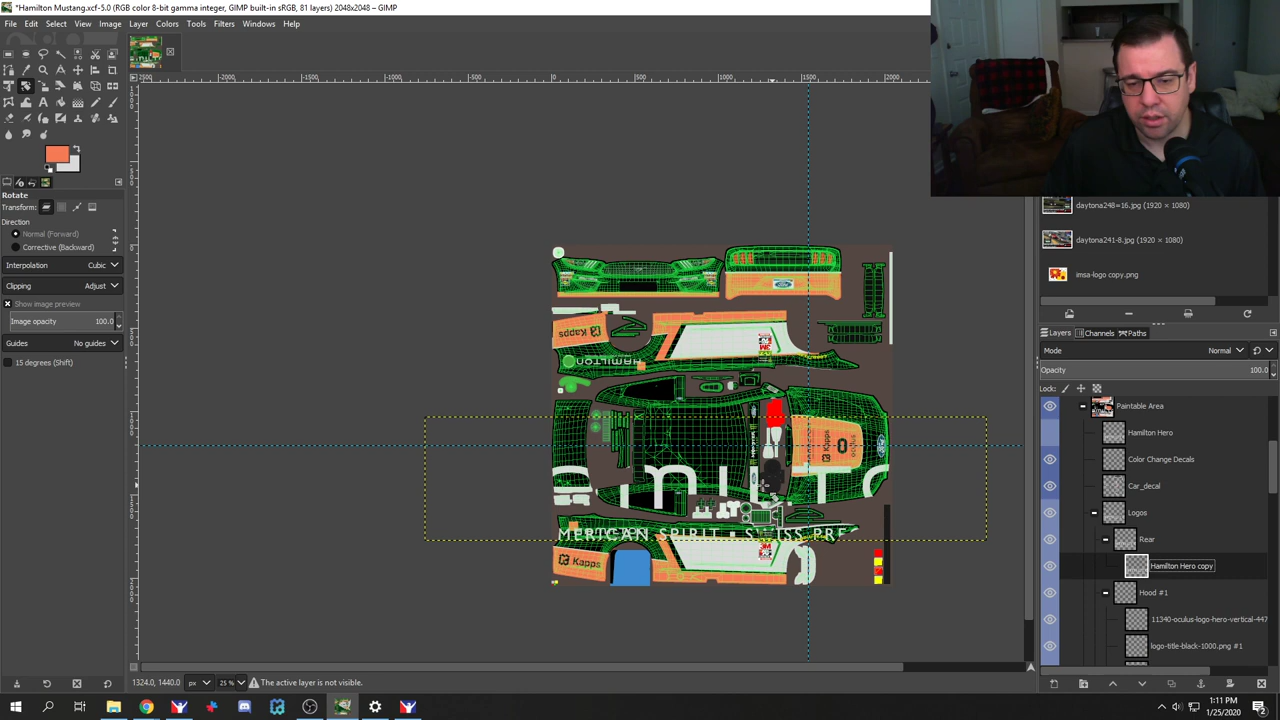 *Hamilton Mustang.xcf-5.0 (RGB color 8-bit gamma integer, GIMP built-in sRGB, 81 layers) 2048x2048 – GIMP
File Edit Select View Image Layer Colors Tools Filters Windows Help
Rotate
Transform:
Direction
Normal (Forward)
Corrective (Backward)
Interpolation Cubic
Clipping Adjust
Show image preview
Image opacity 100.0
Guides No guides
15 degrees (Shift)
Kapps
HAMILTON
Kapps
oculus
amilto
MERICAN SPIRIT • SWISS PRE
Kapps
3M
daytona248=16.jpg (1920 × 1080)
daytona241-8.jpg (1920 × 1080)
imsa-logo copy.png
Layers Channels Paths
Mode Normal
Opacity 100.0
Lock:
Paintable Area
Hamilton Hero
Color Change Decals
Car_decal
Logos
Rear
Hamilton Hero copy
Hood #1
11340-oculus-logo-hero-vertical-447
logo-title-black-1000.png #1
1324.0, 1440.0 px 25 % The active layer is not visible.
1:11 PM
1/25/2020